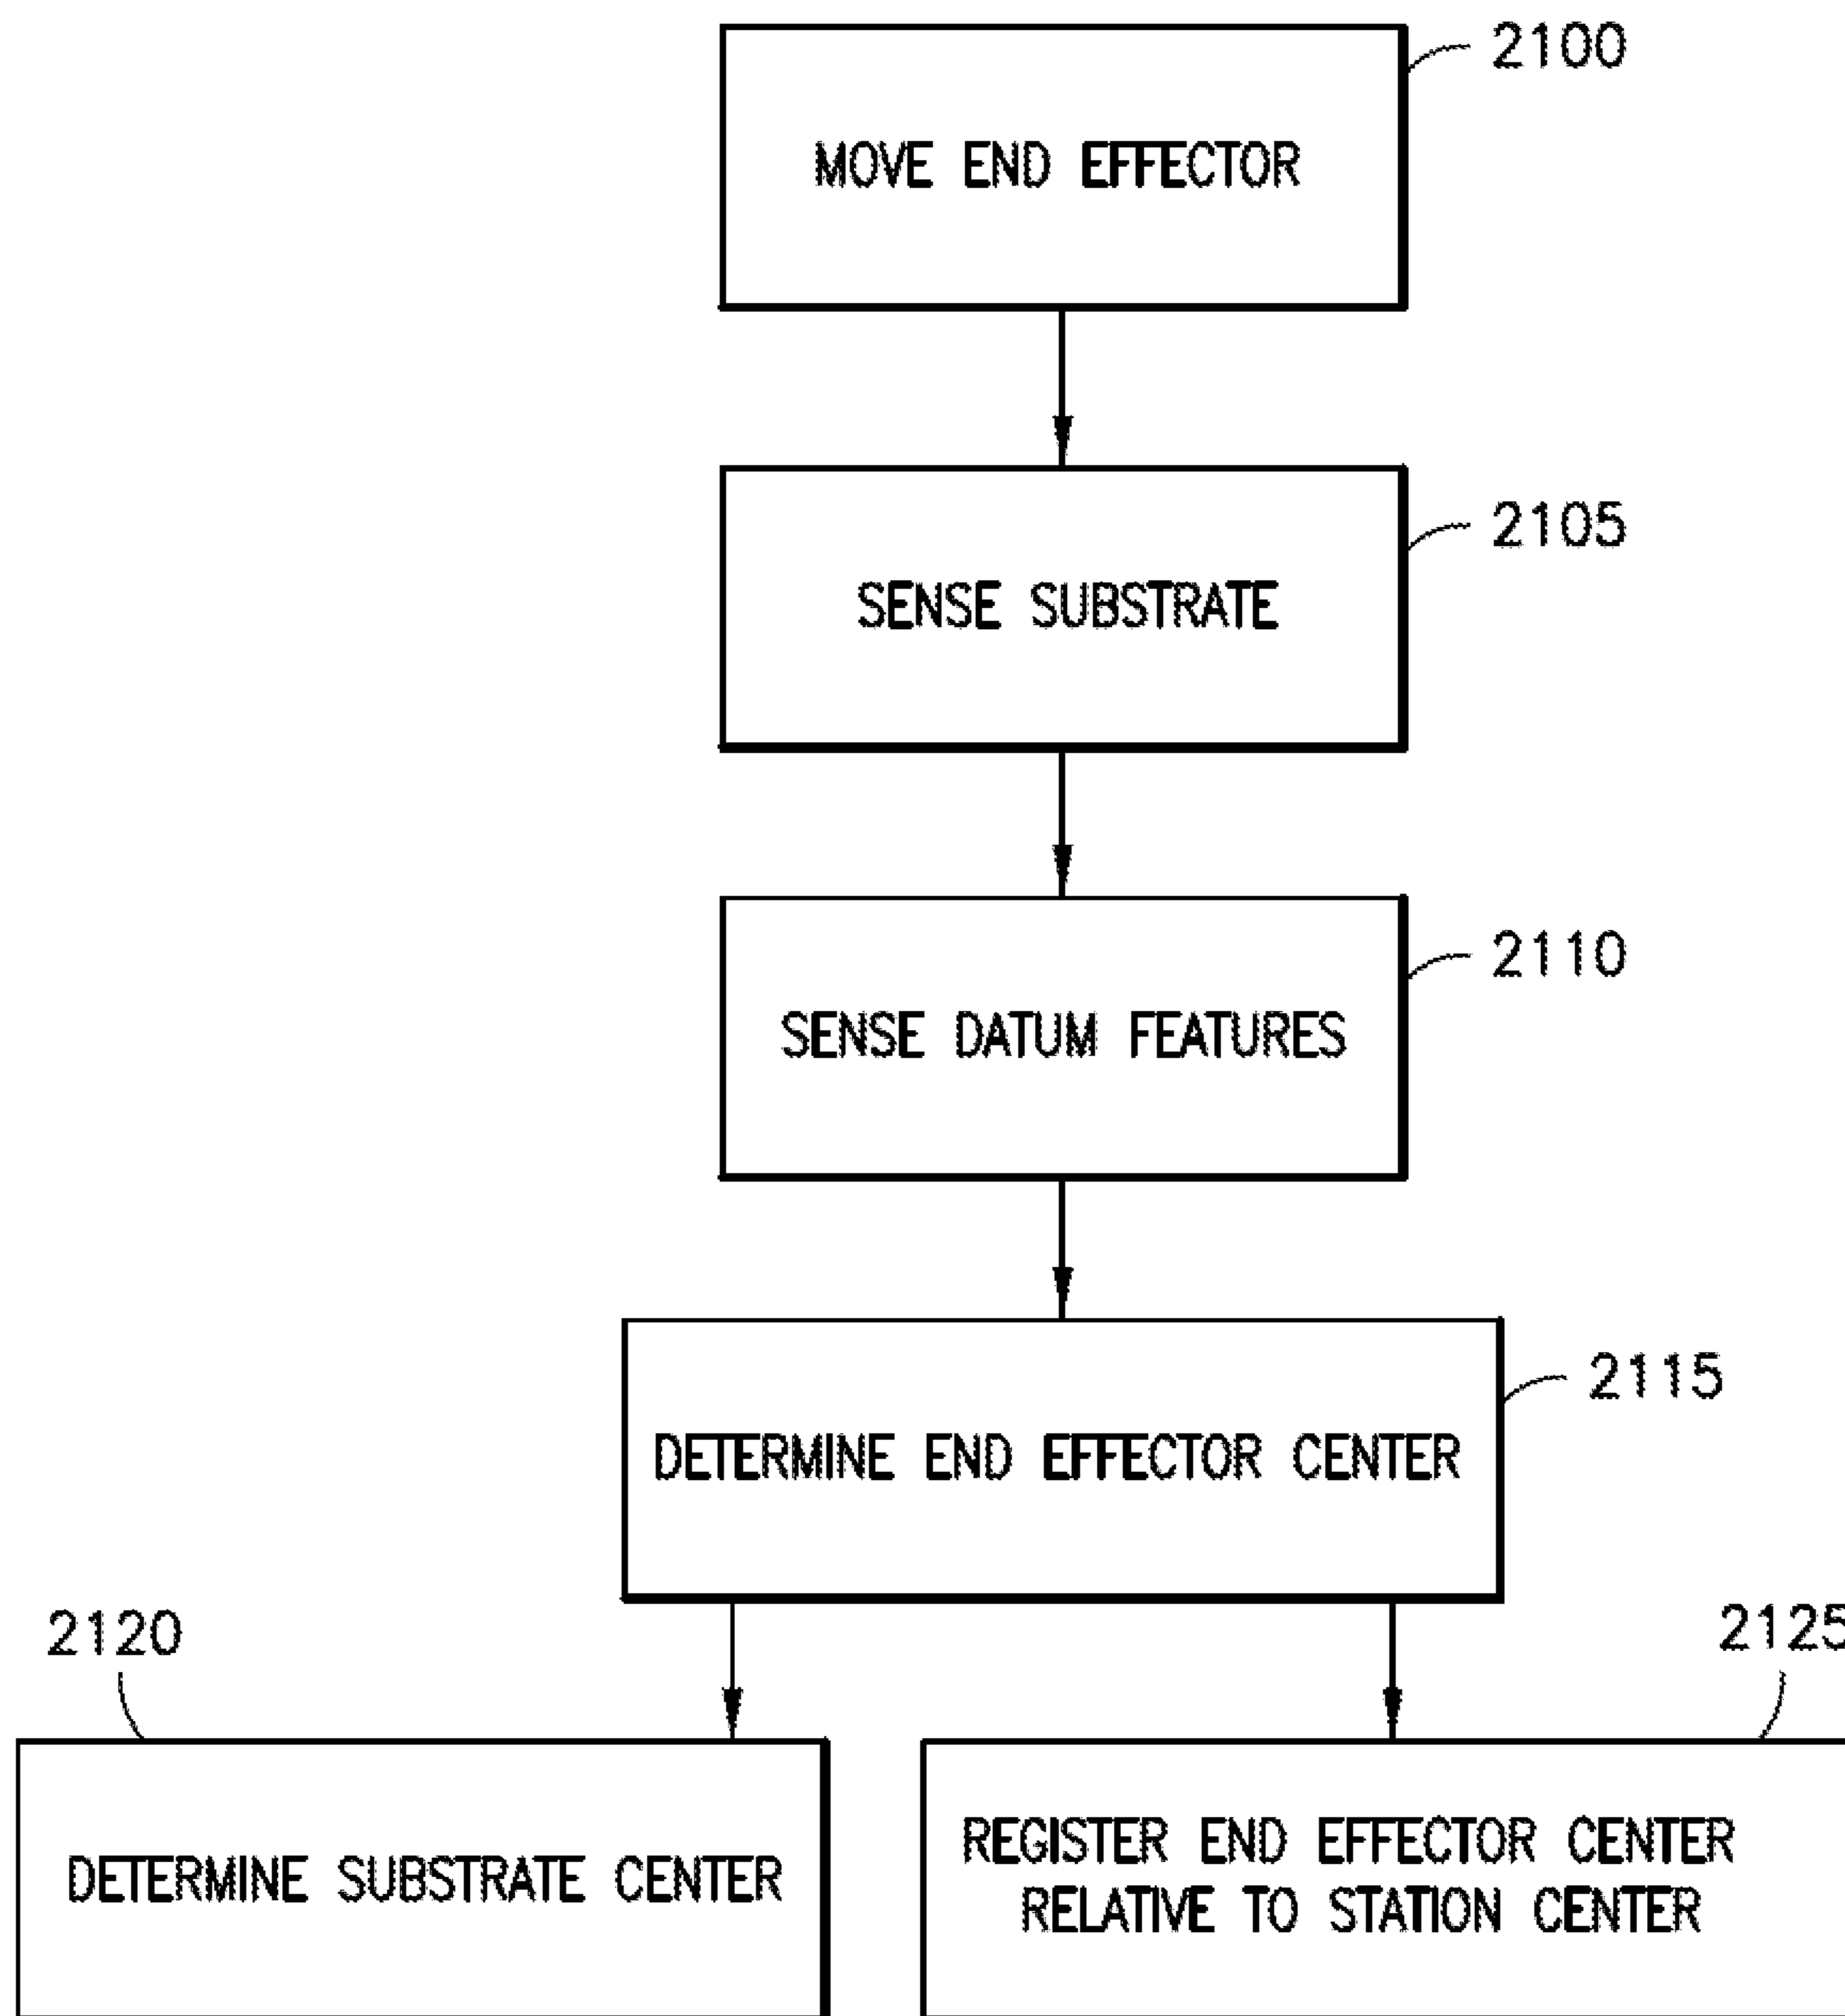 2100
MOVE END EFFECTOR
2105
SENSE SUBSTRATE
2110
SENSE DATUM FEATURES
2115
DETERMINE END EFFECTOR CENTER
2120
2125
DETERMINE SUBSTRATE CENTER
REGISTER END EFFECTOR CENTER
RELATIVE TO STATION CENTER